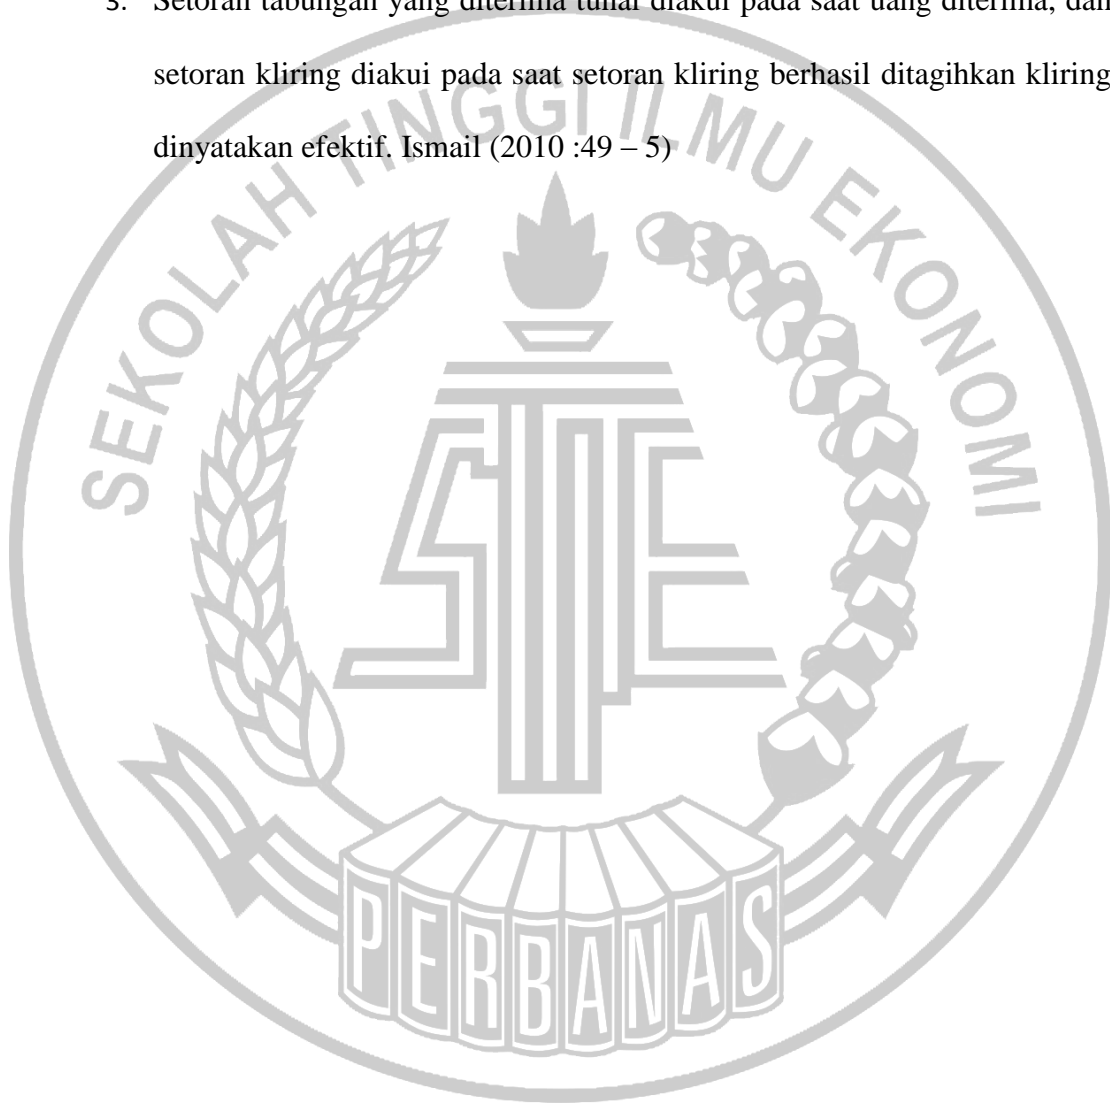 3. Setoran tabungan yang diterima tunai diakui pada saat uang diterima, dan
setoran kliring diakui pada saat setoran kliring berhasil ditagihkan kliring
dinyatakan efektif. Ismail (2010 :49 – 5)
SEKOLAH TINGGI ILMU EKONOMI
STIE
PERBANAS